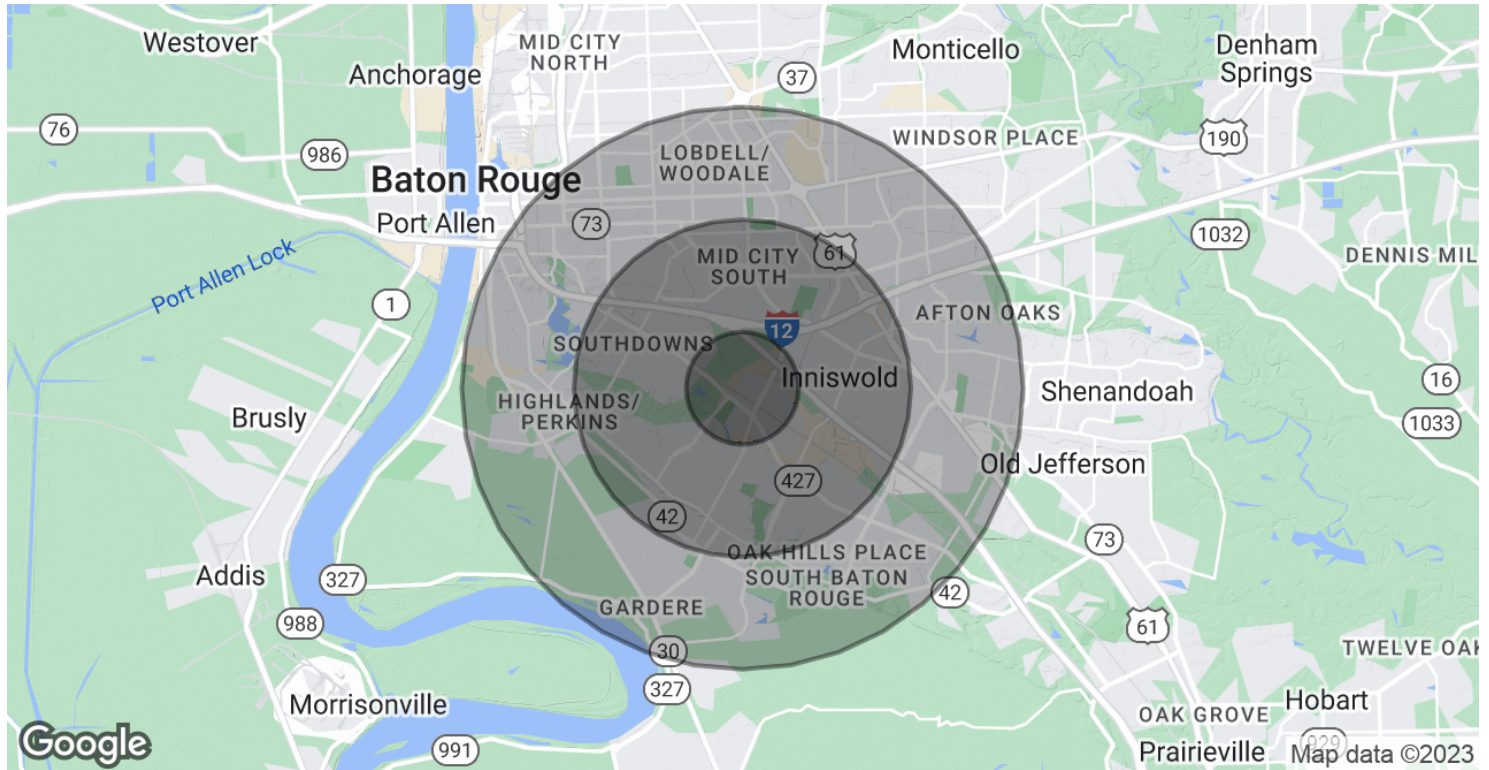 Westover
Anchorage
MID CITY
NORTH
Monticello
Denham
Springs
37
76
986
LOBDELL/
WOODALE
WINDSOR PLACE
190
Baton Rouge
Port Allen
73
1032
MID CITY
SOUTH
61
DENNIS MIL
Port Allen Lock
1
AFTON OAKS
12
SOUTHDOWNS
Inniswold
16
Shenandoah
HIGHLANDS/
PERKINS
Brusly
1033
Old Jefferson
427
42
73
OAK HILLS PLACE
SOUTH BATON
ROUGE
Addis
327
42
GARDERE
988
61
30
TWELVE OAK
327
Morrisonville
Hobart
OAK GROVE
929
991
Prairieville
Google
Map data ©2023